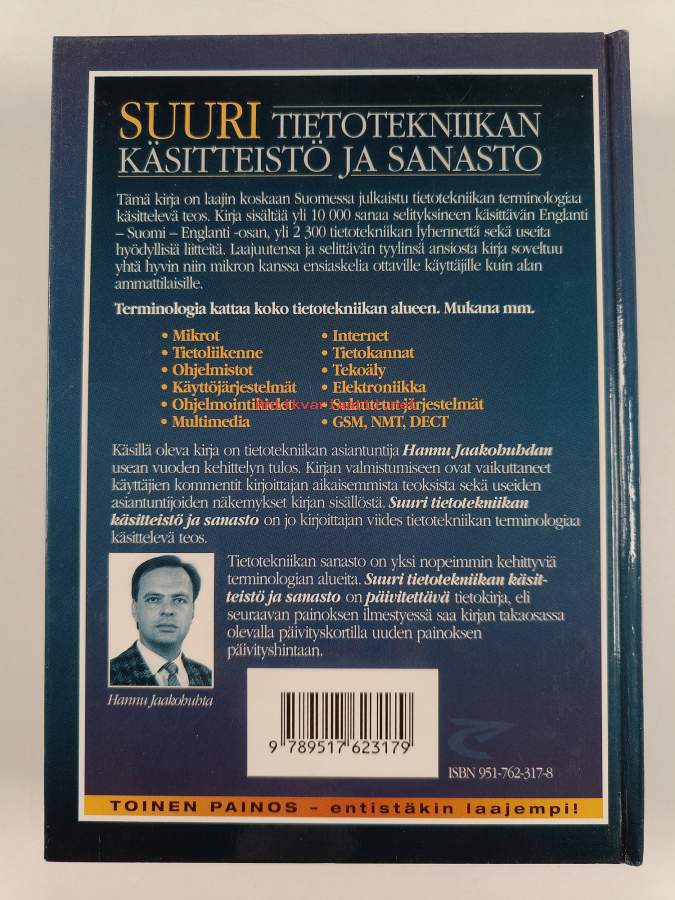 SUURI TIETOTEKNIIKAN
KÄSITTEISTÖ JA SANASTO
Tämä kirja on laajin koskaan Suomessa julkaistu tietotekniikan terminologiaa
käsittelevä teos. Kirja sisältää yli 10 000 sanaa selityksineen käsittävän Englanti
– Suomi – Englanti -osan, yli 2 300 tietotekniikan lyhennettä sekä useita
hyödyllisiä liitteitä. Laajuutensa ja selittävän tyylinsä ansiosta kirja soveltuu
yhtä hyvin niin mikron kanssa ensiaskelia ottaville käyttäjille kuin alan
ammattilaisille.
Terminologia kattaa koko tietotekniikan alueen. Mukana mm.
• Mikrot
• Tietoliikenne
• Ohjelmistot
• Käyttöjärjestelmät
• Ohjelmointikielet
• Multimedia
• Internet
• Tietokannat
• Tekoäly
• Elektroniikka
• GSM, NMT, DECT
Käsillä oleva kirja on tietotekniikan asiantuntija Hannu Jaakohuhdan
usean vuoden kehittelyn tulos. Kirjan valmistumiseen ovat vaikuttaneet
käyttäjien kommentit kirjoittajan aikaisemmista teoksista sekä useiden
asiantuntijoiden näkemykset kirjan sisällöstä. Suuri tietotekniikan
käsitteistö ja sanasto on jo kirjoittajan viides tietotekniikan terminologiaa
käsittelevä teos.
Tietotekniikan sanasto on yksi nopeimmin kehittyviä
terminologian alueita. Suuri tietotekniikan käsit-
teistö ja sanasto on päivitettävä tietokirja, eli
seuraavan painoksen ilmestyessä saa kirjan takaosassa
olevalla päivityskortilla uuden painoksen
päivityshintaan.
Hannu Jaakohuhta
9 789517 623179
ISBN 951-762-317-8
TOINEN PAINOS – entistäkin laajempi!